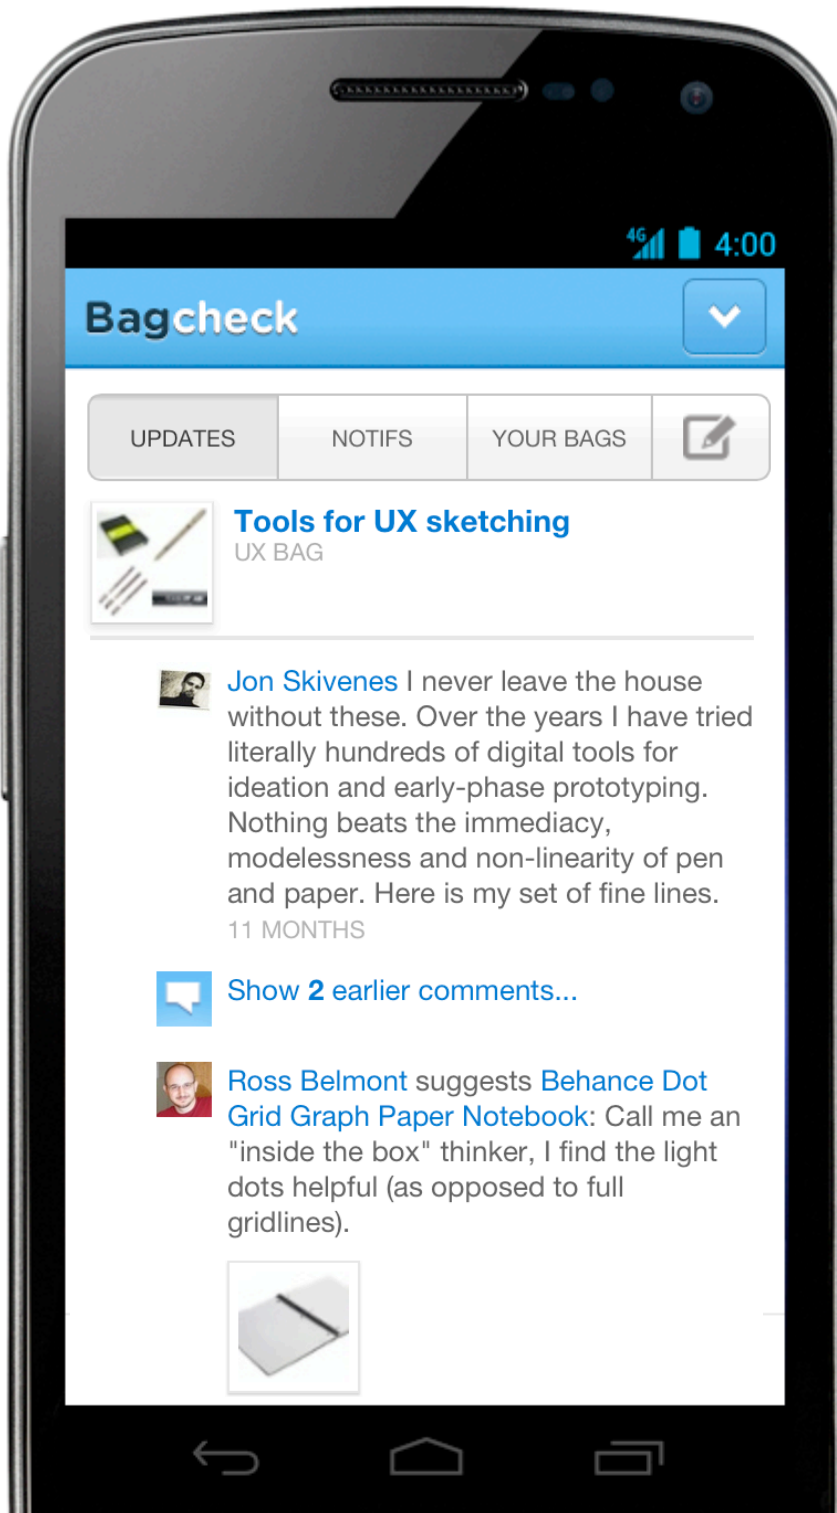 4G 4:00
Bagcheck
UPDATES NOTIFS YOUR BAGS
Tools for UX sketching
UX BAG
Jon Skivenes I never leave the house
without these. Over the years I have tried
literally hundreds of digital tools for
ideation and early-phase prototyping.
Nothing beats the immediacy,
modelessness and non-linearity of pen
and paper. Here is my set of fine lines.
11 MONTHS
Show 2 earlier comments...
Ross Belmont suggests Behance Dot
Grid Graph Paper Notebook: Call me an
"inside the box" thinker, I find the light
dots helpful (as opposed to full
gridlines).